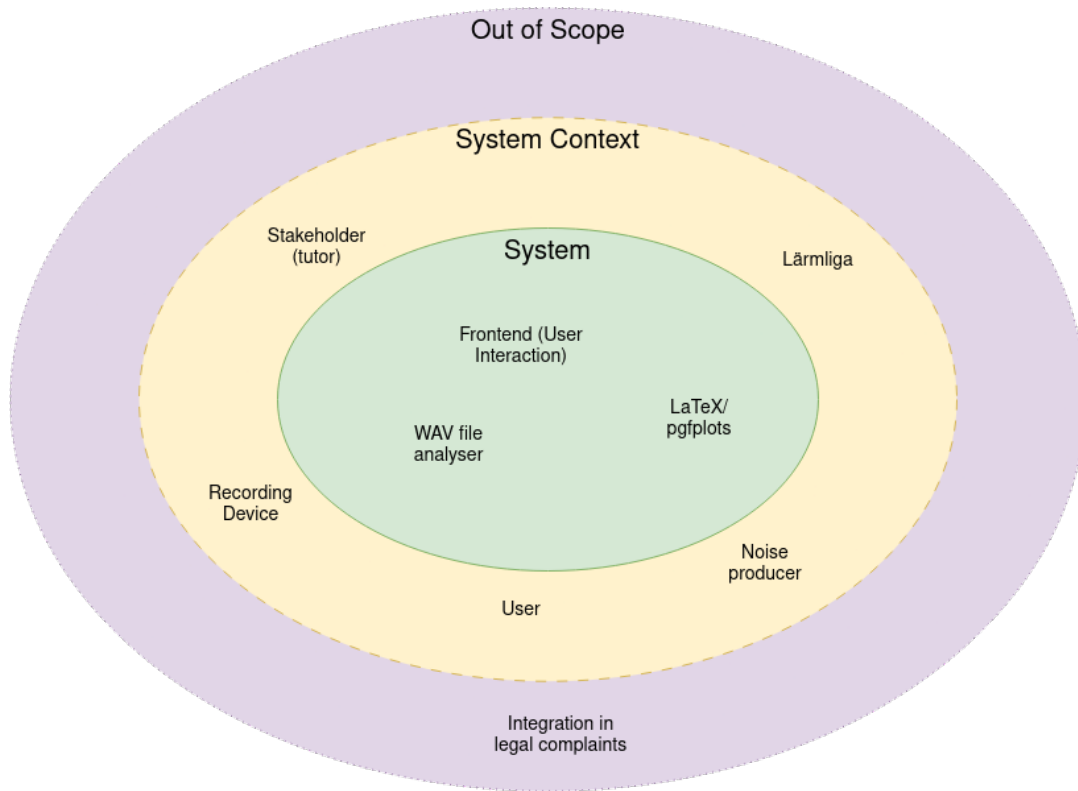 Out of Scope
System Context
Stakeholder
(tutor)
Lärmliga
System
Frontend (User
Interaction)
WAV file
analyser
LaTeX/
pgfplots
Recording
Device
Noise
producer
User
Integration in
legal complaints